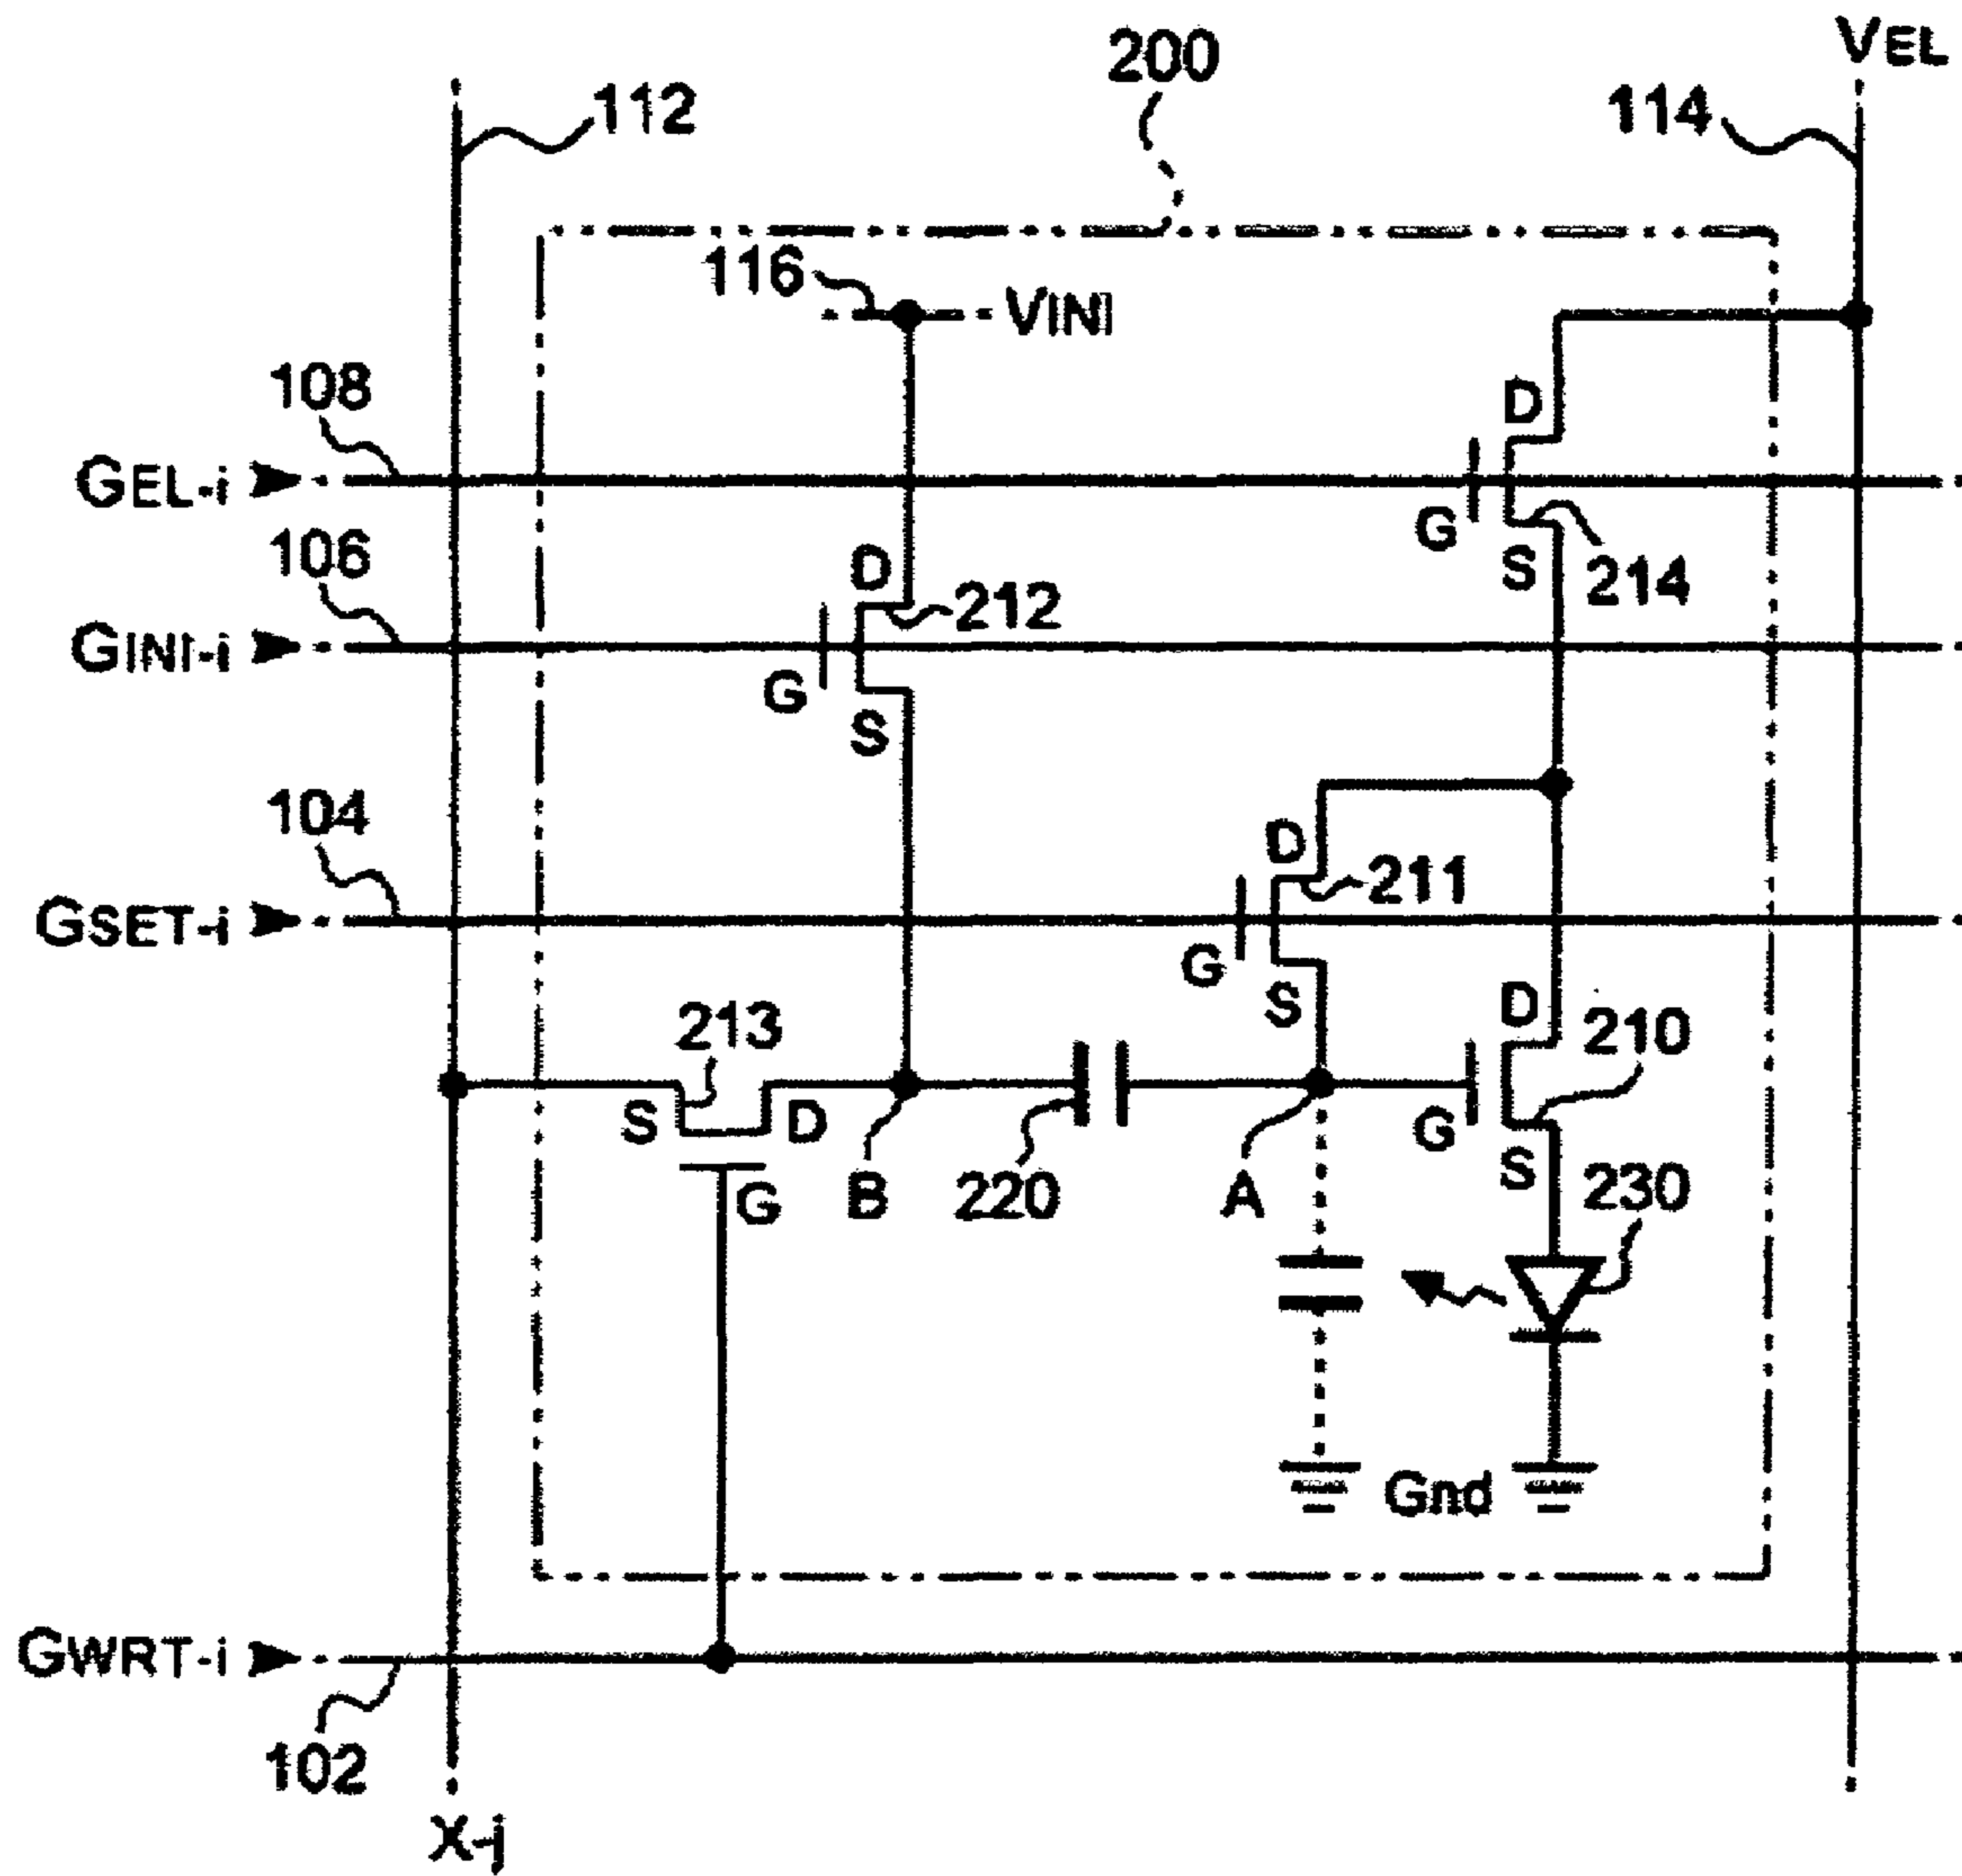 200
VEL
112
114
116
VINI
108
D
GEL-i
G
106
D
S
214
212
GINI-i
G
S
104
D
211
GSET-i
G
213
S
D
210
S
D
G
B
220
A
S
230
G
Gnd
GWRT-i
102
X-j